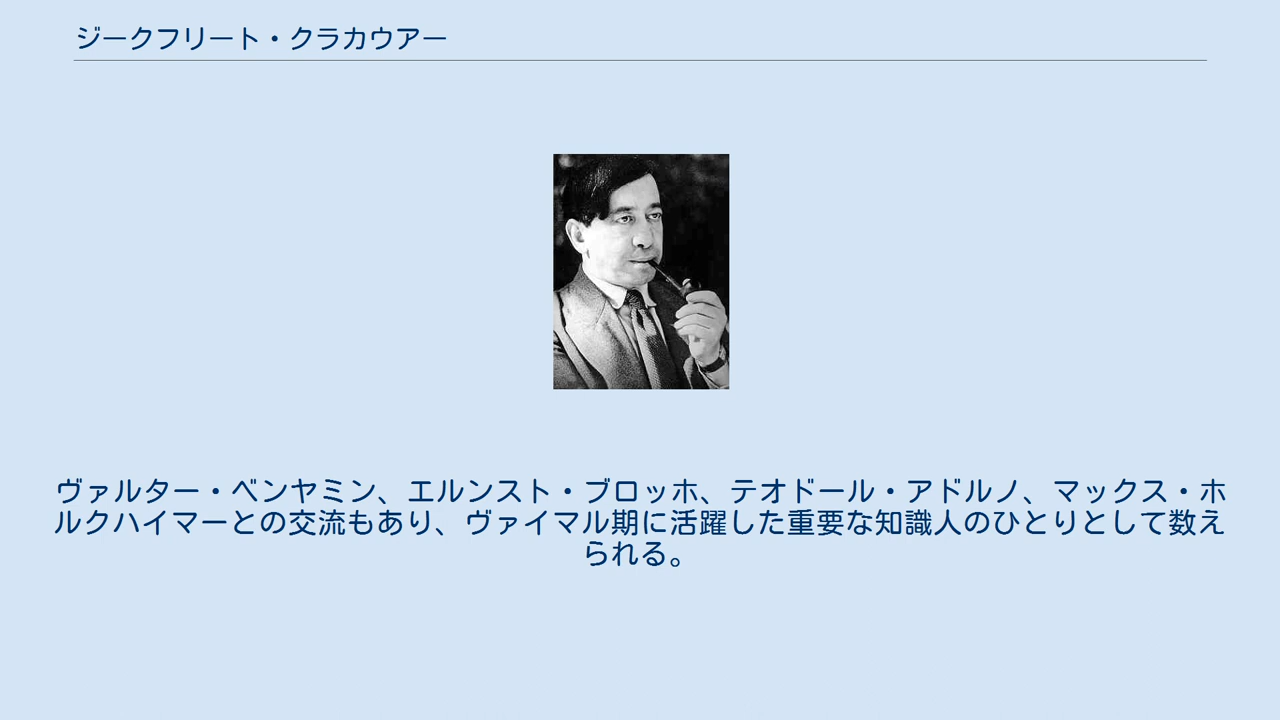 ジークフリート・クラカウアー
ヴァルター・ベンヤミン、エルンスト・ブロッホ、テオドール・アドルノ、マックス・ホ
ルクハイマーとの交流もあり、ヴァイマル期に活躍した重要な知識人のひとりとして数え
られる。